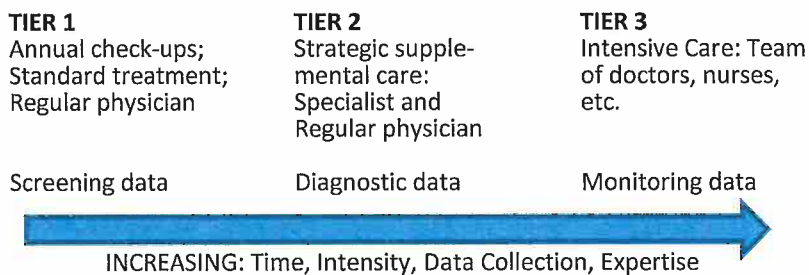 TIER 1
Annual check-ups;
Standard treatment;
Regular physician
Screening data
TIER 2
Strategic supple-
mental care:
Specialist and
Regular physician
Diagnostic data
TIER 3
Intensive Care: Team
of doctors, nurses,
etc.
Monitoring data
INCREASING: Time, Intensity, Data Collection, Expertise